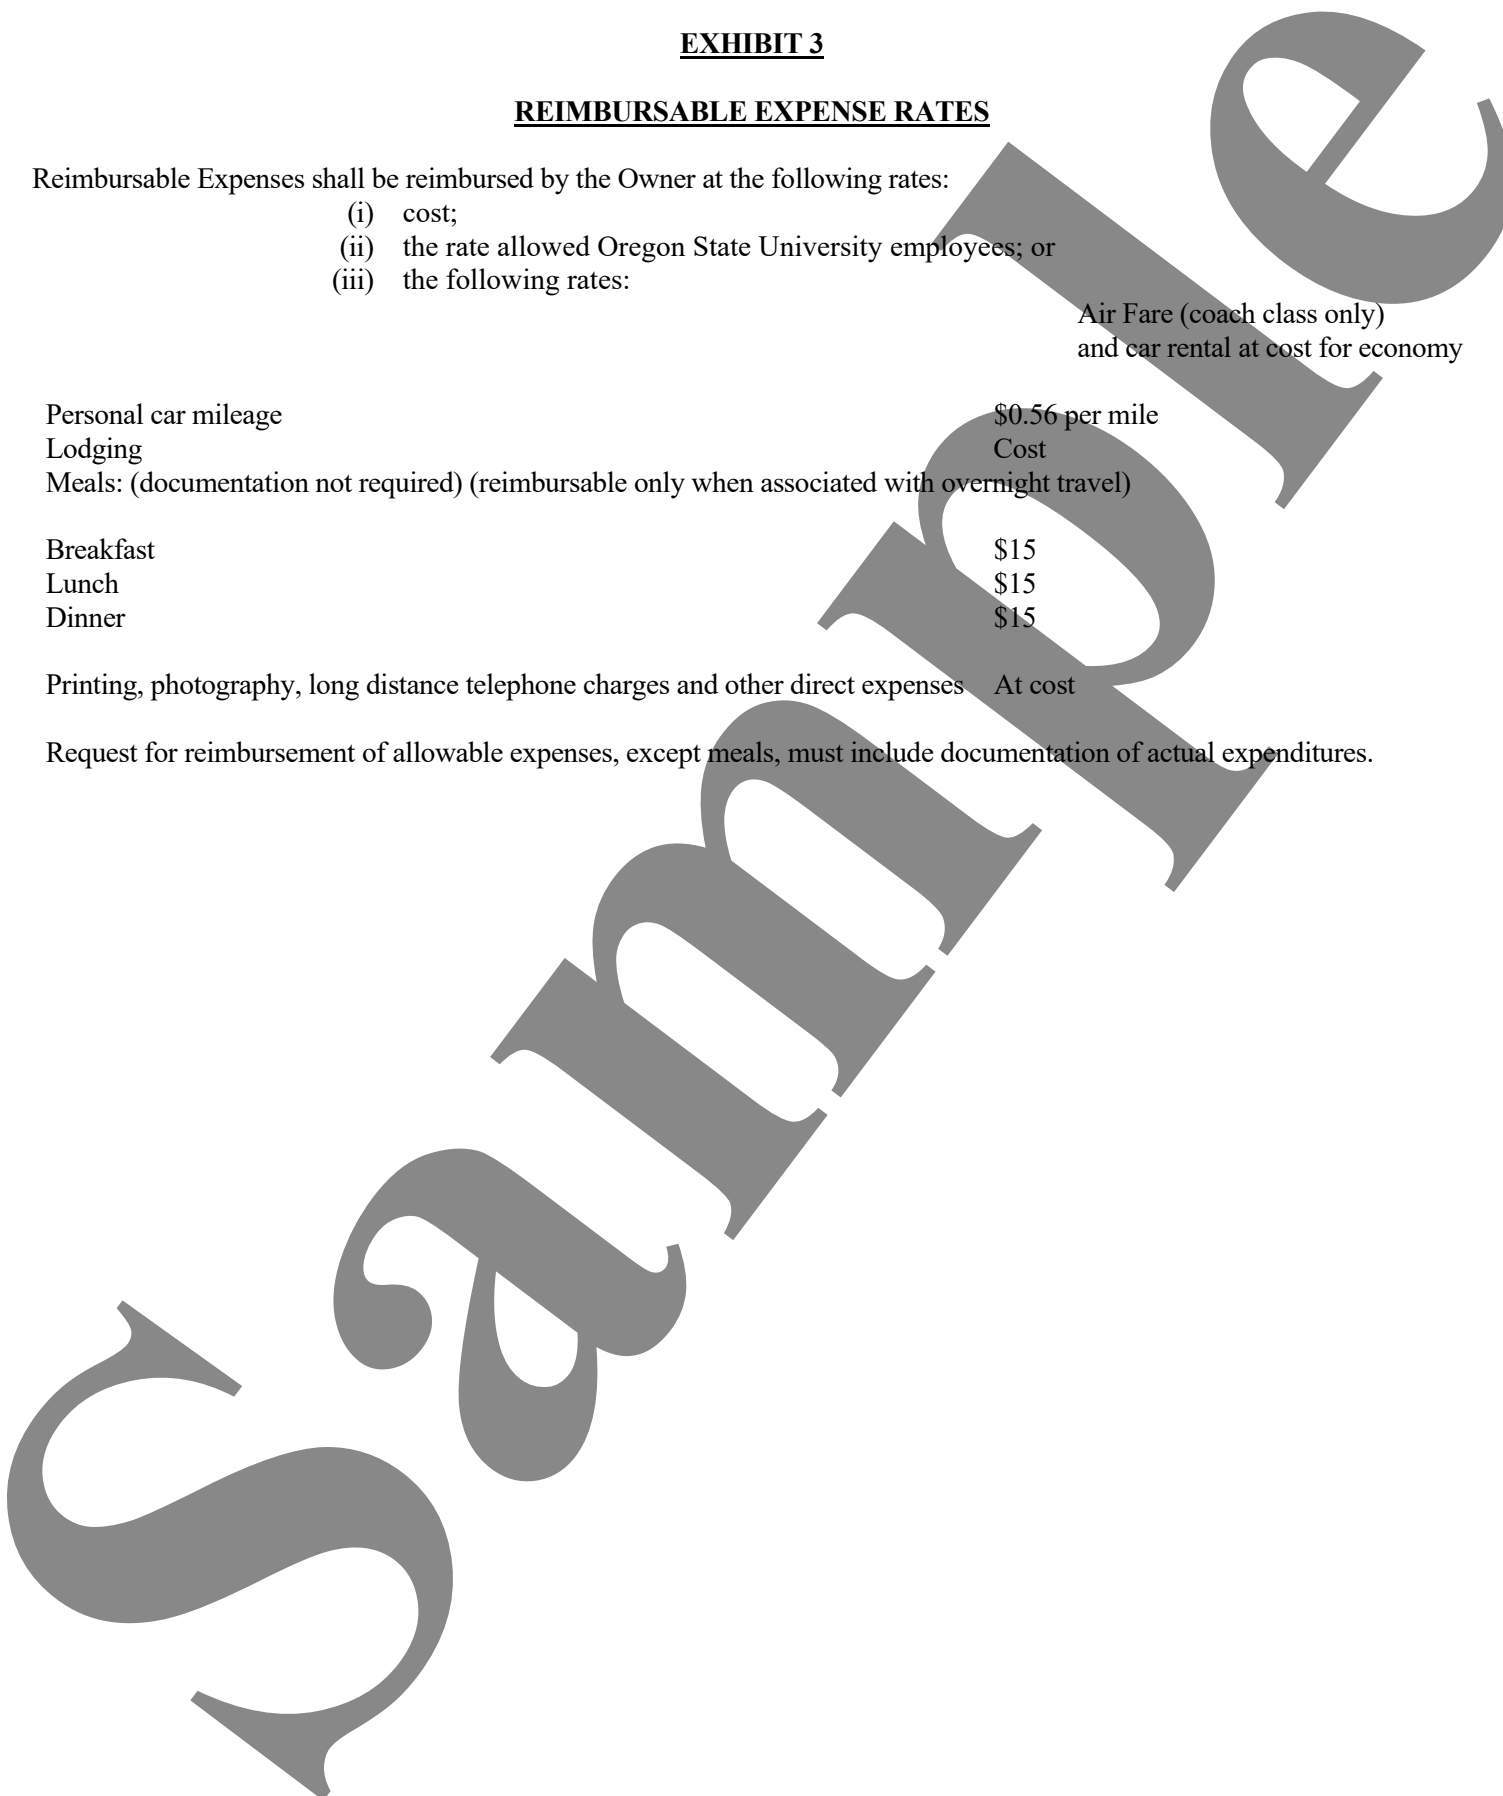 EXHIBIT 3
REIMBURSABLE EXPENSE RATES
Reimbursable Expenses shall be reimbursed by the Owner at the following rates:
(i) cost;
(ii) the rate allowed Oregon State University employees; or
(iii) the following rates:
Air Fare (coach class only)
and car rental at cost for economy
Personal car mileage $0.56 per mile
Lodging Cost
Meals: (documentation not required) (reimbursable only when associated with overnight travel)
Breakfast $15
Lunch $15
Dinner $15
Printing, photography, long distance telephone charges and other direct expenses At cost
Request for reimbursement of allowable expenses, except meals, must include documentation of actual expenditures.
Sample